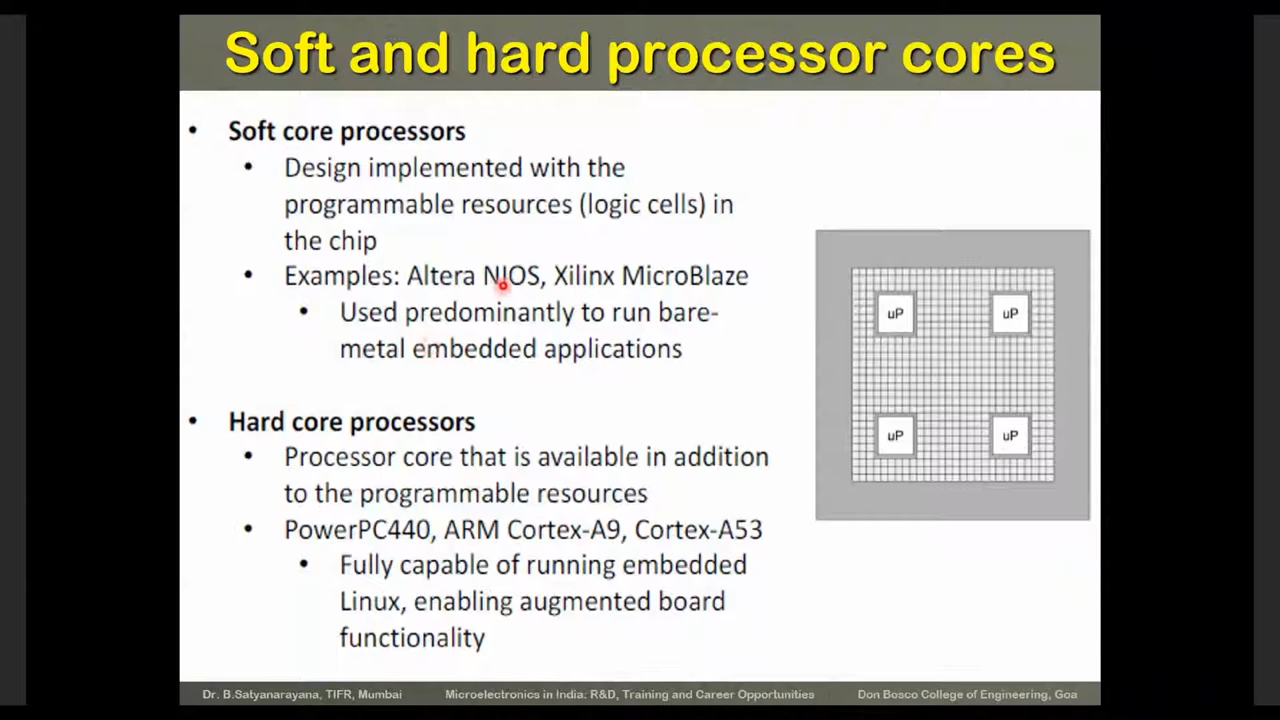 Soft and hard processor cores
• Soft core processors
• Design implemented with the
programmable resources (logic cells) in
the chip
• Examples: Altera NIOS, Xilinx MicroBlaze
• Used predominantly to run bare-
metal embedded applications
• Hard core processors
• Processor core that is available in addition
to the programmable resources
• PowerPC440, ARM Cortex-A9, Cortex-A53
• Fully capable of running embedded
Linux, enabling augmented board
functionality
uP uP
uP uP
Dr. B.Satyanarayana, TIFR, Mumbai Microelectronics in India: R&D, Training and Career Opportunities Don Bosco College of Engineering, Goa